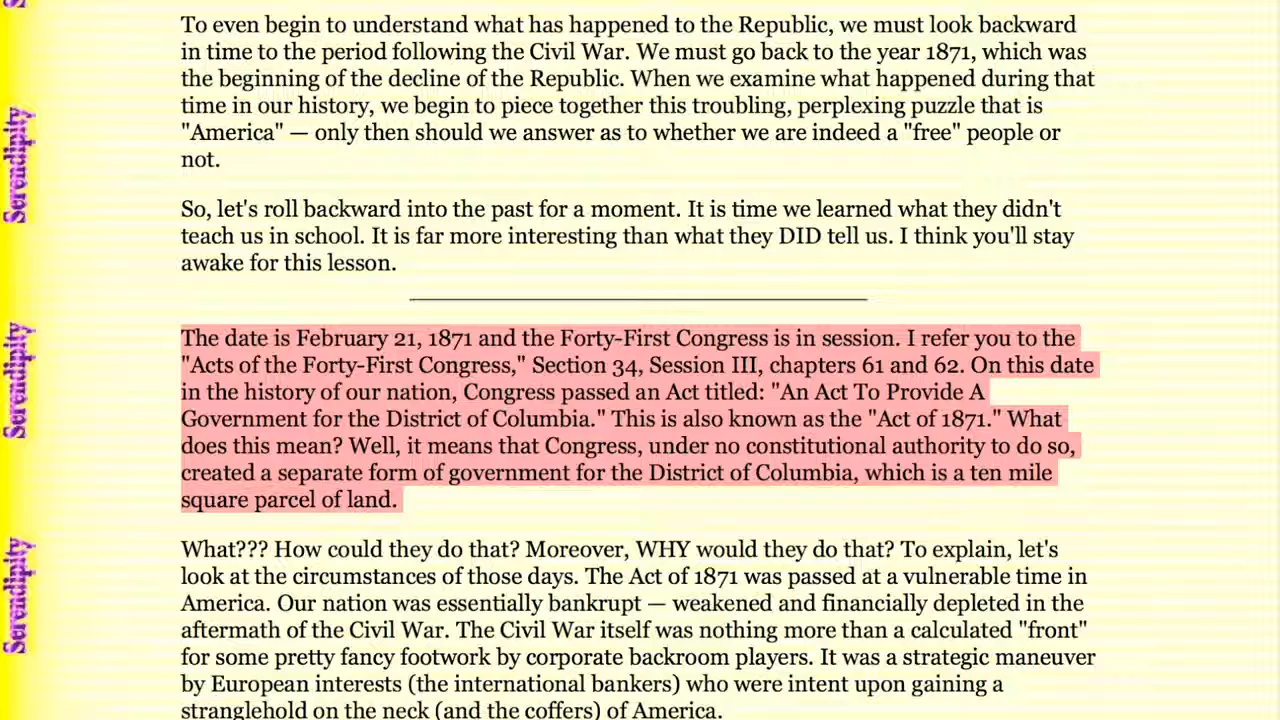 To even begin to understand what has happened to the Republic, we must look backward
in time to the period following the Civil War. We must go back to the year 1871, which was
the beginning of the decline of the Republic. When we examine what happened during that
time in our history, we begin to piece together this troubling, perplexing puzzle that is
"America" — only then should we answer as to whether we are indeed a "free" people or
not.
So, let's roll backward into the past for a moment. It is time we learned what they didn't
teach us in school. It is far more interesting than what they DID tell us. I think you'll stay
awake for this lesson.
The date is February 21, 1871 and the Forty-First Congress is in session. I refer you to the
"Acts of the Forty-First Congress," Section 34, Session III, chapters 61 and 62. On this date
in the history of our nation, Congress passed an Act titled: "An Act To Provide A
Government for the District of Columbia." This is also known as the "Act of 1871." What
does this mean? Well, it means that Congress, under no constitutional authority to do so,
created a separate form of government for the District of Columbia, which is a ten mile
square parcel of land.
What??? How could they do that? Moreover, WHY would they do that? To explain, let's
look at the circumstances of those days. The Act of 1871 was passed at a vulnerable time in
America. Our nation was essentially bankrupt — weakened and financially depleted in the
aftermath of the Civil War. The Civil War itself was nothing more than a calculated "front"
for some pretty fancy footwork by corporate backroom players. It was a strategic maneuver
by European interests (the international bankers) who were intent upon gaining a
stranglehold on the neck (and the coffers) of America.
Serendipity
Serendipity
Serendipity